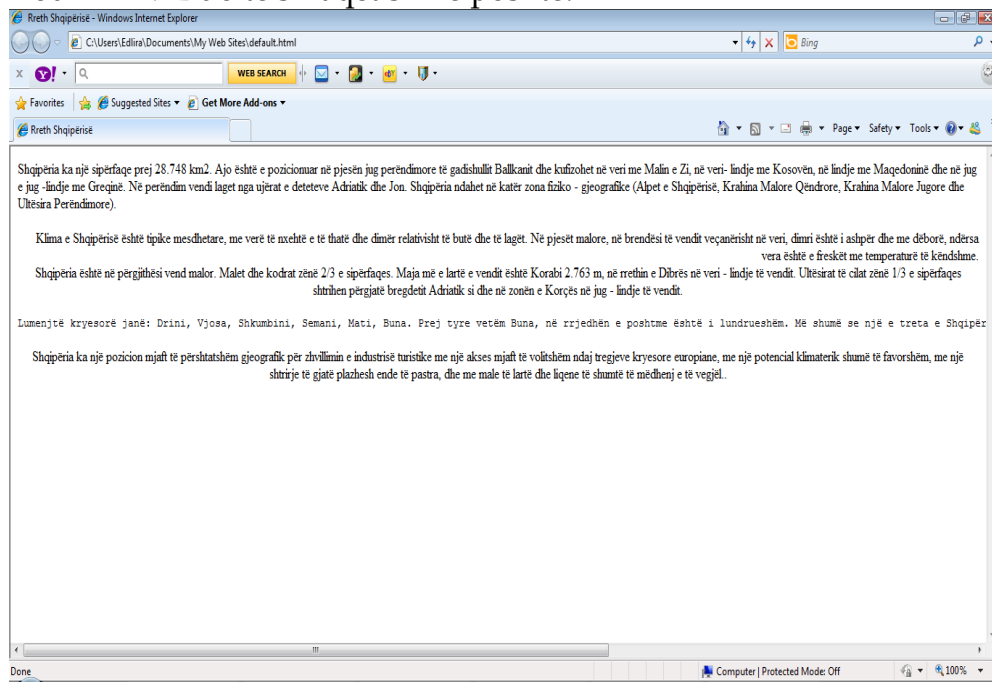 Rreth Shqipërisë - Windows Internet Explorer
C:\Users\Edlira\Documents\My Web Sites\default.html
Bing
WEB SEARCH
Favorites Suggested Sites Get More Add-ons
Rreth Shqipërisë Page Safety Tools
Shqipëria ka një sipërfaqe prej 28.748 km2. Ajo është e pozicionuar në pjesën jug perëndimore të gadishullit Ballkanit dhe kufizohet në veri me Malin e Zi, në veri- lindje me Kosovën, në lindje me Maqedoninë dhe në jug
e jug -lindje me Greqinë. Në perëndim vendi laget nga ujërat e deteteve Adriatik dhe Jon. Shqipëria ndahet në katër zona fiziko - gjeografike (Alpet e Shqipërisë, Krahina Malore Qëndrore, Krahina Malore Jugore dhe
Ultësira Perëndimore).
Klima e Shqipërisë është tipike mesdhetare, me verë të nxehtë e të thatë dhe dimër relativisht të butë dhe të lagët. Në pjesët malore, në brendësi të vendit veçanërisht në veri, dimri është i ashpër dhe me dëborë, ndërsa
vera është e freskët me temperaturë të këndshme.
Shqipëria është në përgjithësi vend malor. Malet dhe kodrat zënë 2/3 e sipërfaqes. Maja më e lartë e vendit është Korabi 2.763 m, në rrethin e Dibrës në veri - lindje të vendit. Ultësirat të cilat zënë 1/3 e sipërfaqes
shtrihen përgjatë bregdetit Adriatik si dhe në zonën e Korçës në jug - lindje të vendit.
Lumenjtë kryesorë janë: Drini, Vjosa, Shkumbini, Semani, Mati, Buna. Prej tyre vetëm Buna, në rrjedhën e poshtme është i lundrueshëm. Më shumë se një e treta e Shqipër
Shqipëria ka një pozicion mjaft të përshtatshëm gjeografik për zhvillimin e industrisë turistike me një akses mjaft të volitshëm ndaj tregjeve kryesore europiane, me një potencial klimaterik shumë të favorshëm, me një
shtrirje të gjatë plazhesh ende të pastra, dhe me male të lartë dhe liqene të shumtë të mëdhenj e të vegjël..
Done Computer | Protected Mode: Off 100%